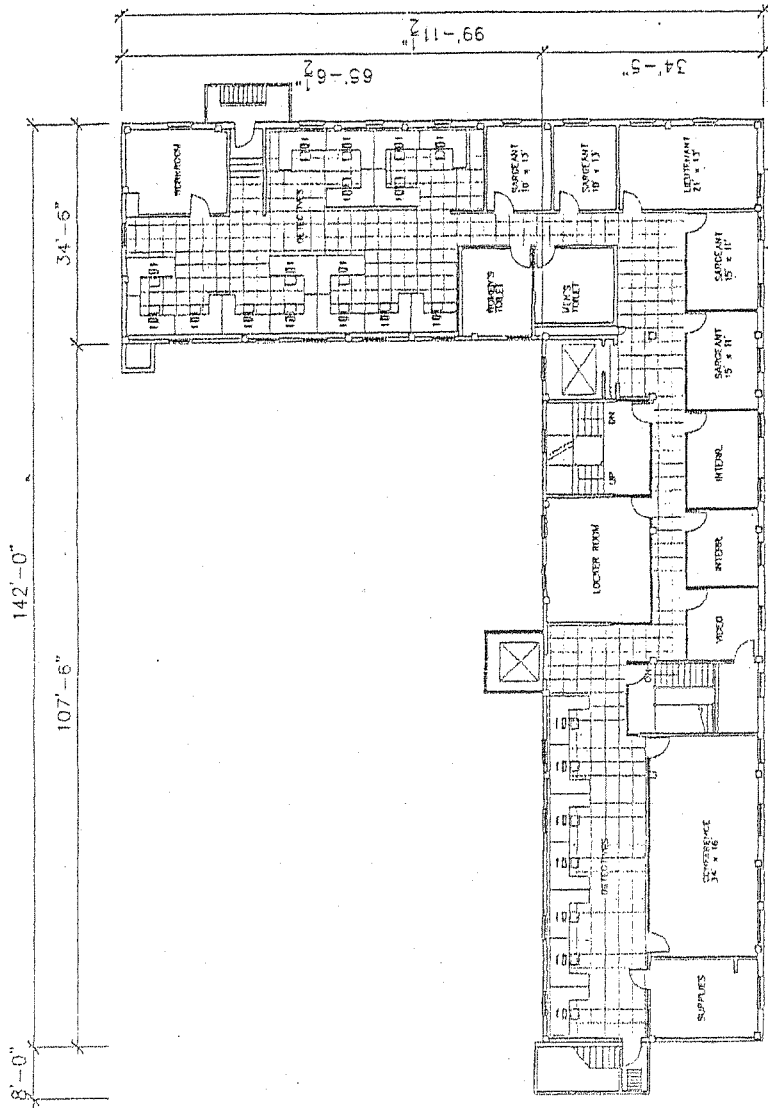 99'-11½"
65'-6½"
34'-5"
142'-0"
34'-6"
107'-6"
8'-0"
WORKROOM
DETECTIVES
SARGEANT
10' x 13'
SARGEANT
10' x 13'
LIEUTENANT
21' x 13'
WOMEN'S
TOILET
MEN'S
TOILET
SARGEANT
15' x 11'
SARGEANT
15' x 11'
DN
UP
INTERR.
LOCKER ROOM
INTERR.
VIDEO
DN
DETECTIVES
CONFERENCE
34' x 16'
SUPPLIES